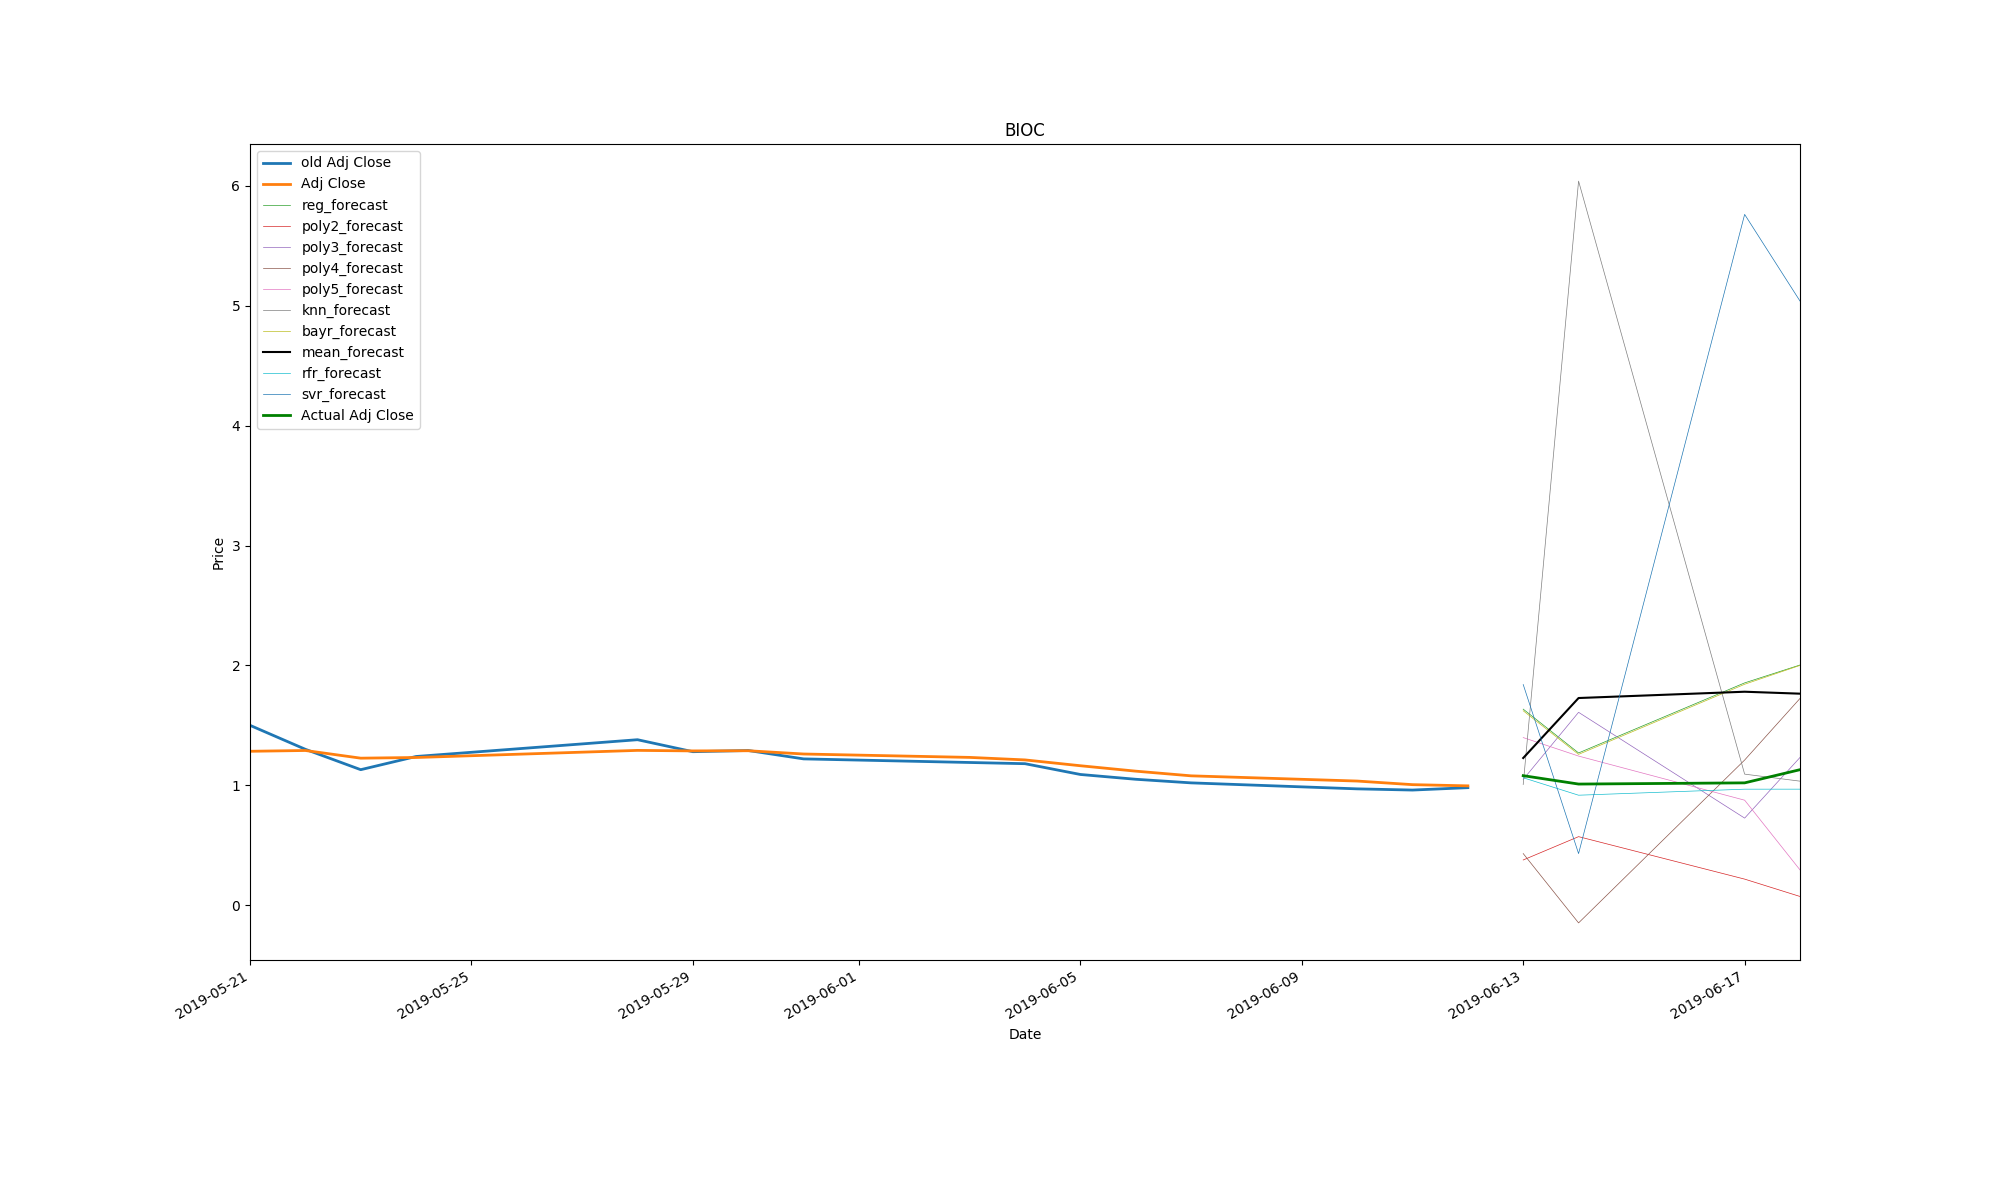 BIOC
old Adj Close
Adj Close
reg_forecast
poly2_forecast
poly3_forecast
poly4_forecast
poly5_forecast
knn_forecast
bayr_forecast
mean_forecast
rfr_forecast
svr_forecast
Actual Adj Close
6
5
4
3
2
1
0
Price
2019-05-21
2019-05-25
2019-05-29
2019-06-01
2019-06-05
2019-06-09
2019-06-13
2019-06-17
Date